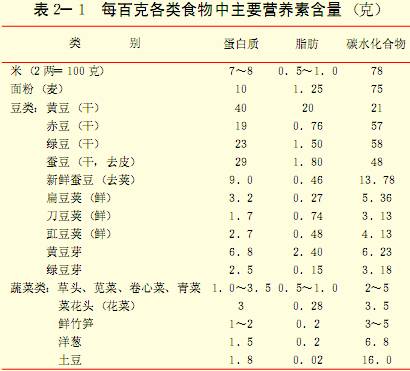 表 2— 1 每百克各类食物中主要营养素含量（克）
类 别 蛋白质 脂肪 碳水化合物
米（2 两= 100 克） 7~8 0.5~1.0 78
面粉（麦） 10 1.25 75
豆类：黄豆（干） 40 20 21
赤豆（干） 19 0.76 57
绿豆（干） 23 1.50 58
蚕豆（干，去皮） 29 1.80 48
新鲜蚕豆（去荚） 9.0 0.46 13.78
扁豆荚（鲜） 3.2 0.27 5.36
刀豆荚（鲜） 1.7 0.74 3.13
豇豆荚（鲜） 2.7 0.48 4.13
黄豆芽 6.8 2.40 6.23
绿豆芽 2.5 0.15 3.18
蔬菜类：草头、苋菜、卷心菜、青菜 1.0~3.5 0.5~1.0 2~5
菜花头（花菜） 3 0.28 3.5
鲜竹笋 1~2 0.2 3~5
洋葱 1.5 0.2 6.8
土豆 1.8 0.02 16.0